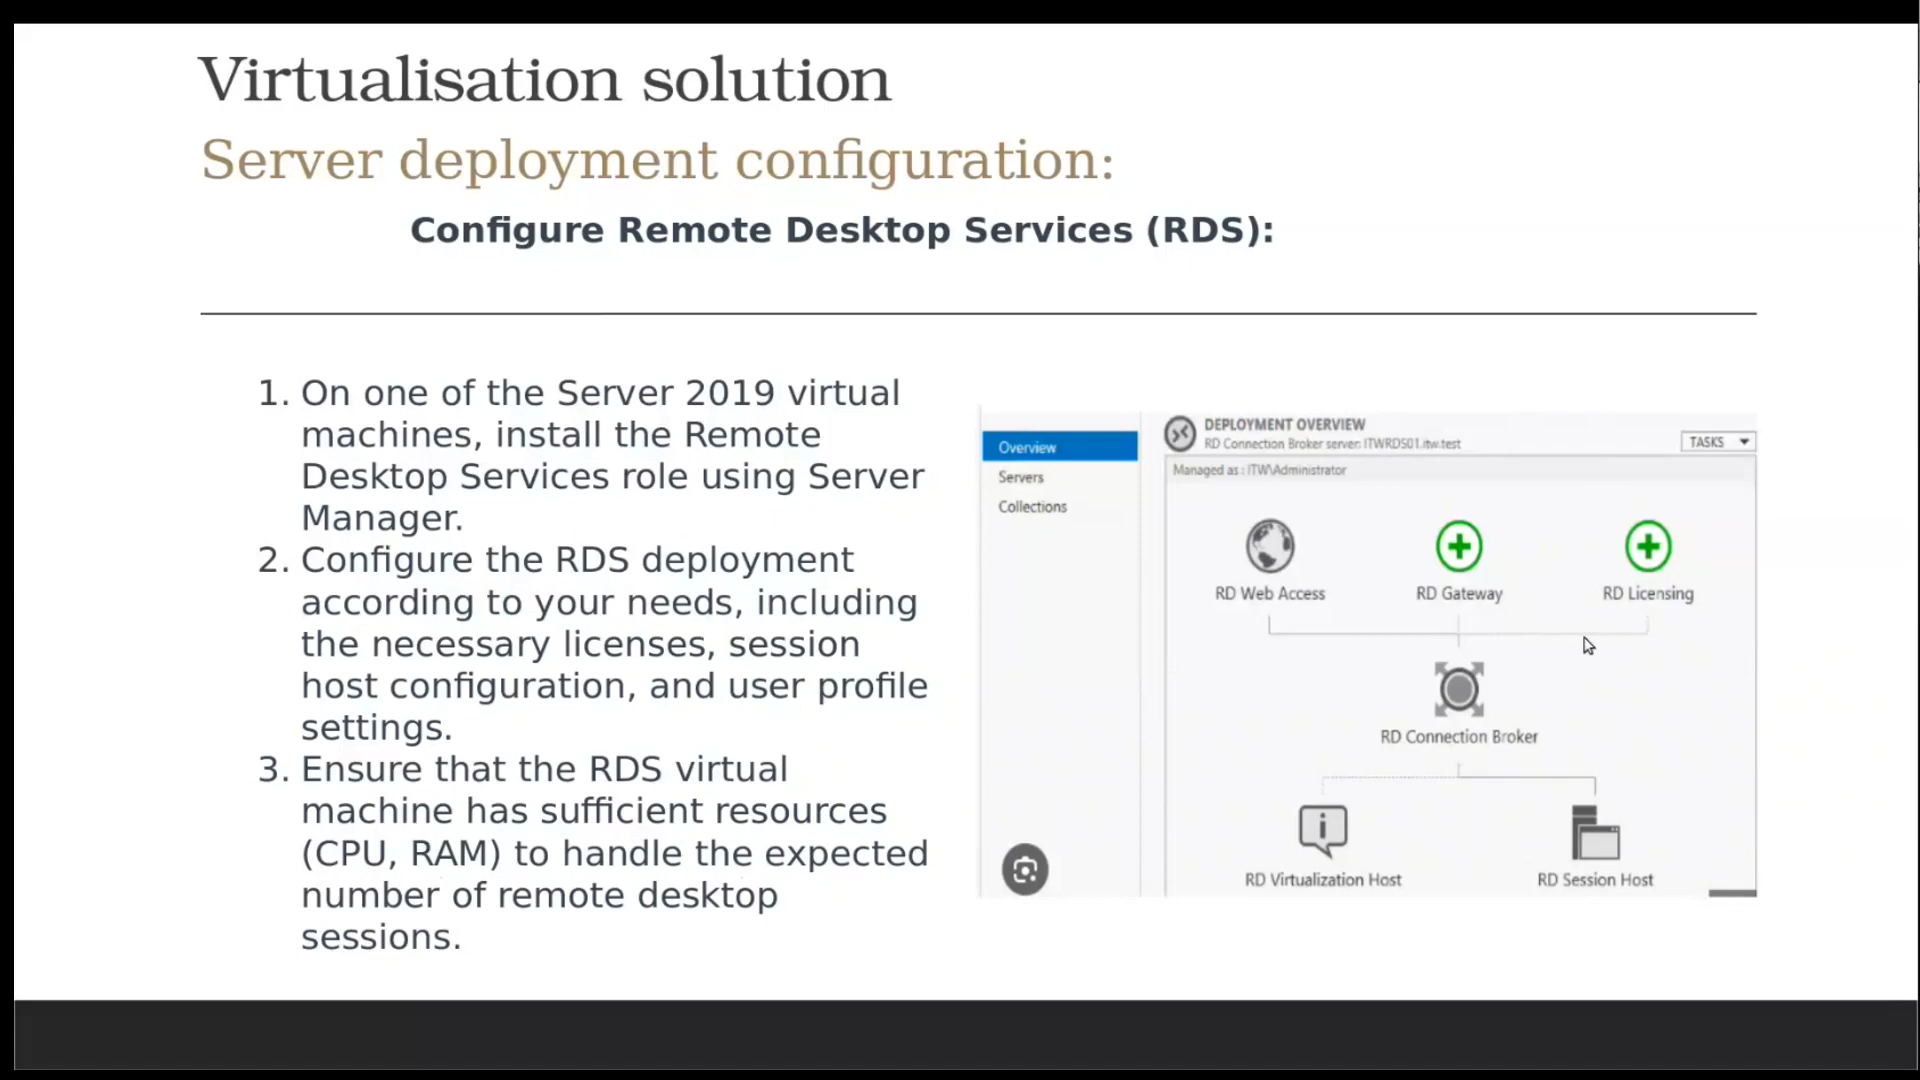 Virtualisation solution
Server deployment configuration:
Configure Remote Desktop Services (RDS):
1. On one of the Server 2019 virtual
machines, install the Remote
Desktop Services role using Server
Manager.
2. Configure the RDS deployment
according to your needs, including
the necessary licenses, session
host configuration, and user profile
settings.
3. Ensure that the RDS virtual
machine has sufficient resources
(CPU, RAM) to handle the expected
number of remote desktop
sessions.
Overview
Servers
Collections
DEPLOYMENT OVERVIEW
RD Connection Broker server: ITWRDS01.itw.test
TASKS
Managed as : ITW\Administrator
RD Web Access
RD Gateway
RD Licensing
RD Connection Broker
RD Virtualization Host
RD Session Host